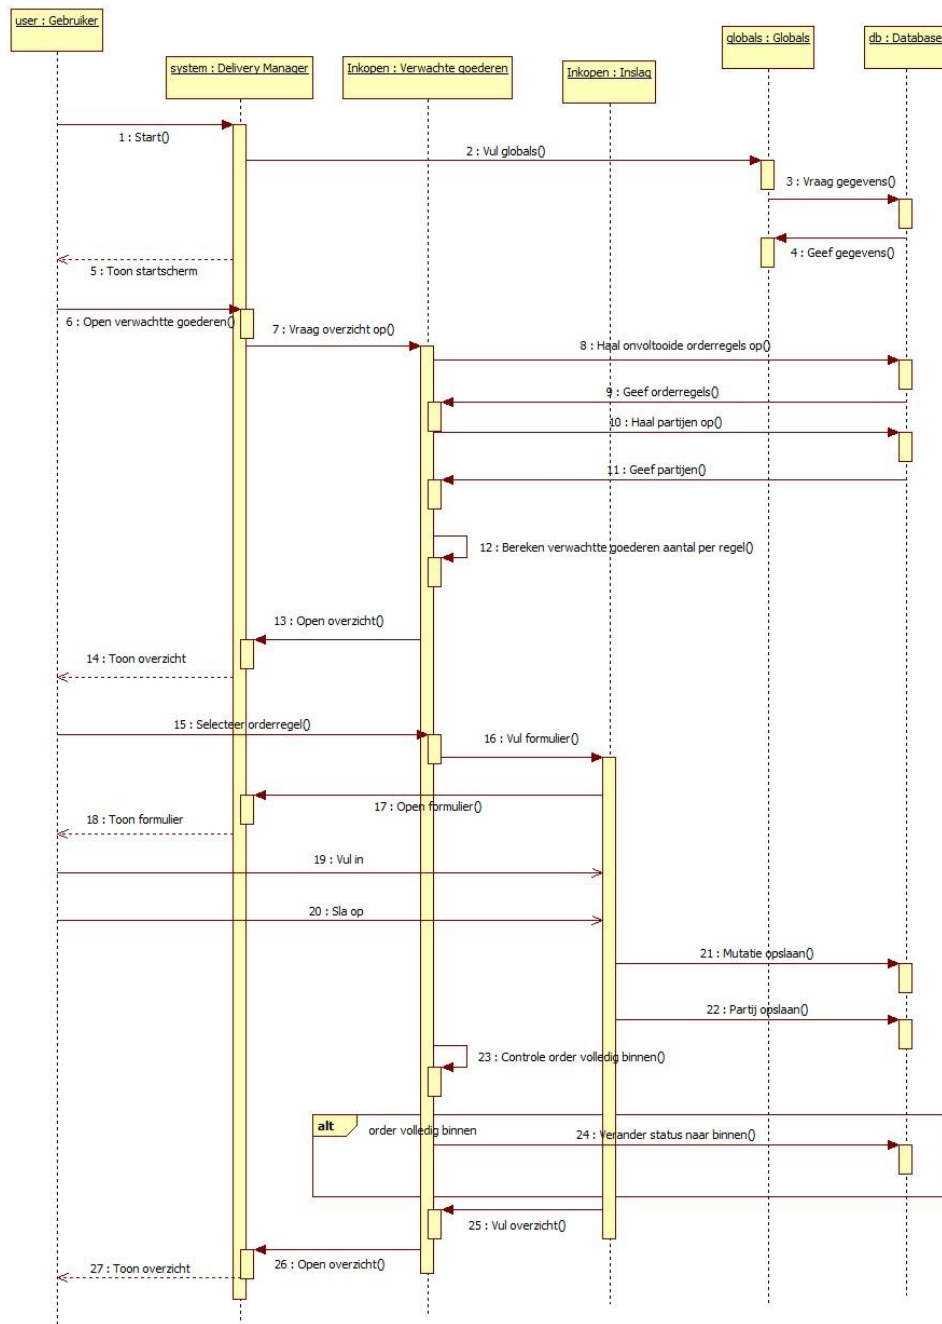 user : Gebruiker
system : Delivery Manager
Inkopen : Verwachte goederen
Inkopen : Inslag
globals : Globals
db : Database
1 : Start()
2 : Vul globals()
3 : Vraag gegevens()
4 : Geef gegevens()
5 : Toon startscherm
6 : Open verwachtte goederen()
7 : Vraag overzicht op()
8 : Haal onvoltooide orderregels op()
9 : Geef orderregels()
10 : Haal partijen op()
11 : Geef partijen()
12 : Bereken verwachtte goederen aantal per regel()
13 : Open overzicht()
14 : Toon overzicht
15 : Selecteer orderregel()
16 : Vul formulier()
17 : Open formulier()
18 : Toon formulier
19 : Vul in
20 : Sla op
21 : Mutatie opslaan()
22 : Partij opslaan()
23 : Controle order volledig binnen()
alt
order volledig binnen
24 : Verander status naar binnen()
25 : Vul overzicht()
26 : Open overzicht()
27 : Toon overzicht